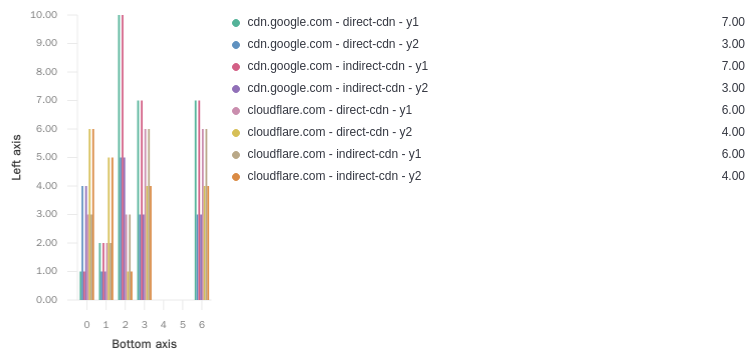 10.00
9.00
8.00
7.00
6.00
5.00
4.00
3.00
2.00
1.00
0.00
Left axis
0 1 2 3 4 5 6
Bottom axis
cdn.google.com - direct-cdn - y1 7.00
cdn.google.com - direct-cdn - y2 3.00
cdn.google.com - indirect-cdn - y1 7.00
cdn.google.com - indirect-cdn - y2 3.00
cloudflare.com - direct-cdn - y1 6.00
cloudflare.com - direct-cdn - y2 4.00
cloudflare.com - indirect-cdn - y1 6.00
cloudflare.com - indirect-cdn - y2 4.00